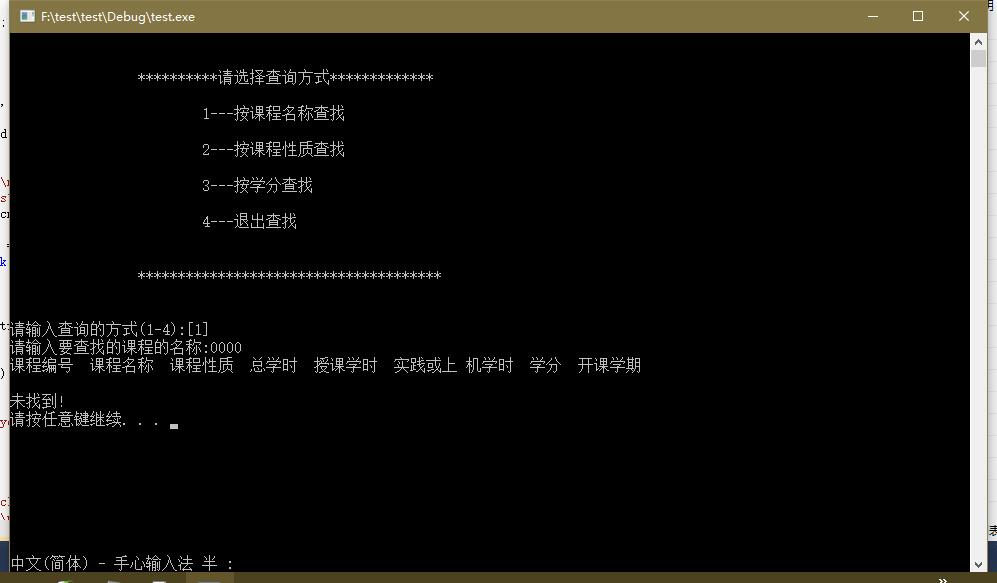 F:\test\test\Debug\test.exe
**********请选择查询方式*************
1---按课程名称查找
2---按课程性质查找
3---按学分查找
4---退出查找
**************************************
请输入查询的方式(1-4):[1]
请输入要查找的课程的名称:0000
课程编号 课程名称 课程性质 总学时 授课学时 实践或上 机学时 学分 开课学期
未找到!
请按任意键继续. . .
中文(简体) - 手心输入法 半 :